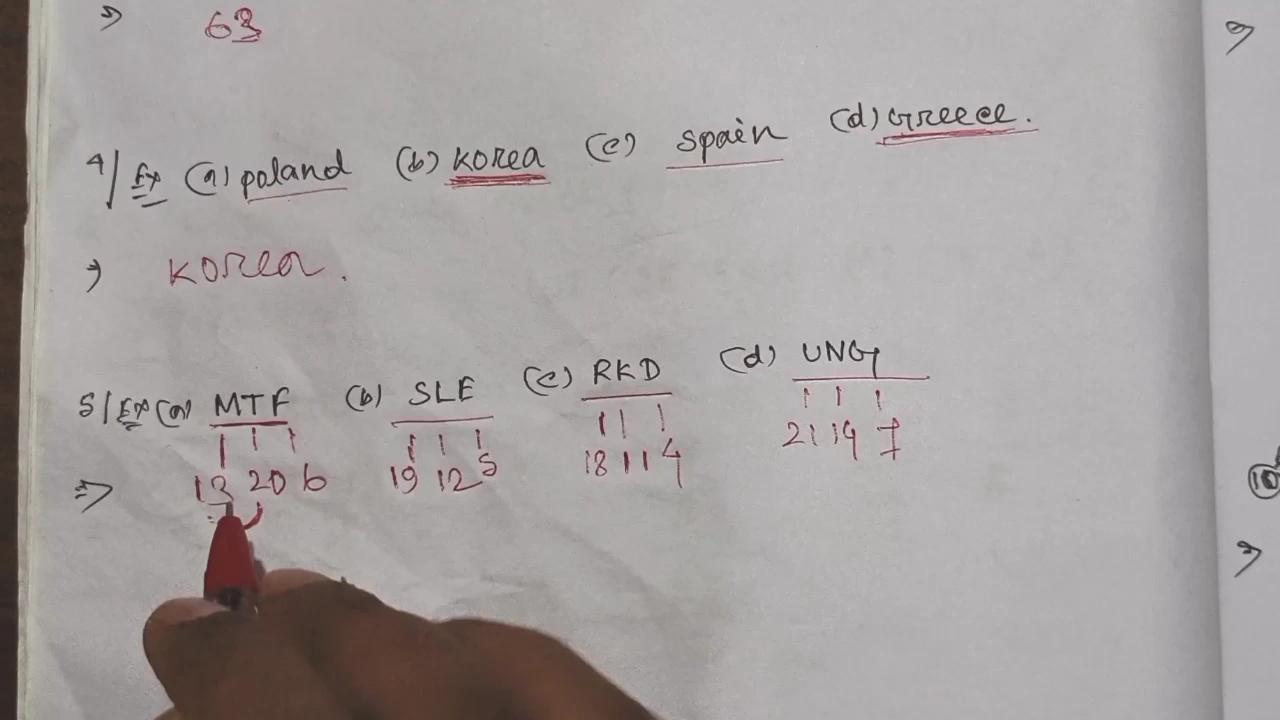 ⇒ 63
4/ Ex (a) poland (b) Korea (c) Spain (d) Greece.
⇒ Korea.
5/ Ex (a) MTF (b) SLE (c) RKD (d) UNG
⇒ 13 20 6 19 12 5 18 11 4 21 14 7
10